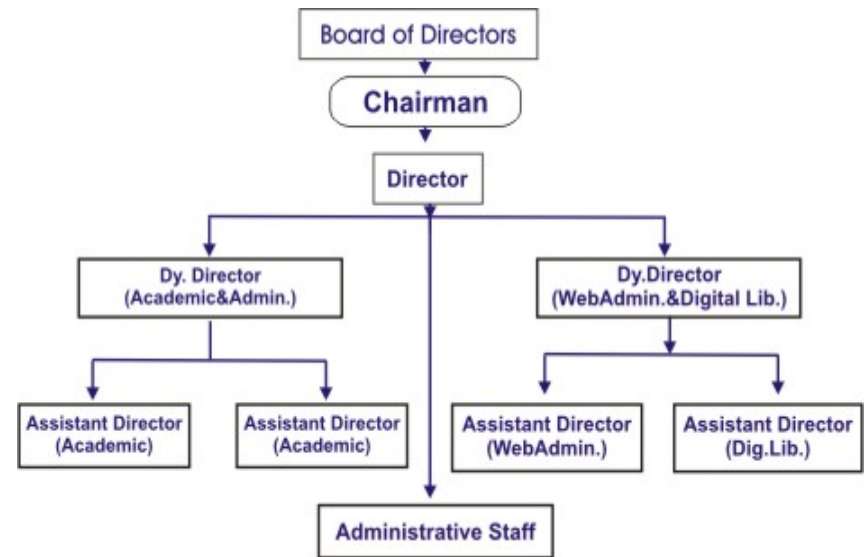 Board of Directors
Chairman
Director
Dy. Director
(Academic&Admin.)
Dy.Director
(WebAdmin.&Digital Lib.)
Assistant Director
(Academic)
Assistant Director
(Academic)
Assistant Director
(WebAdmin.)
Assistant Director
(Dig.Lib.)
Administrative Staff